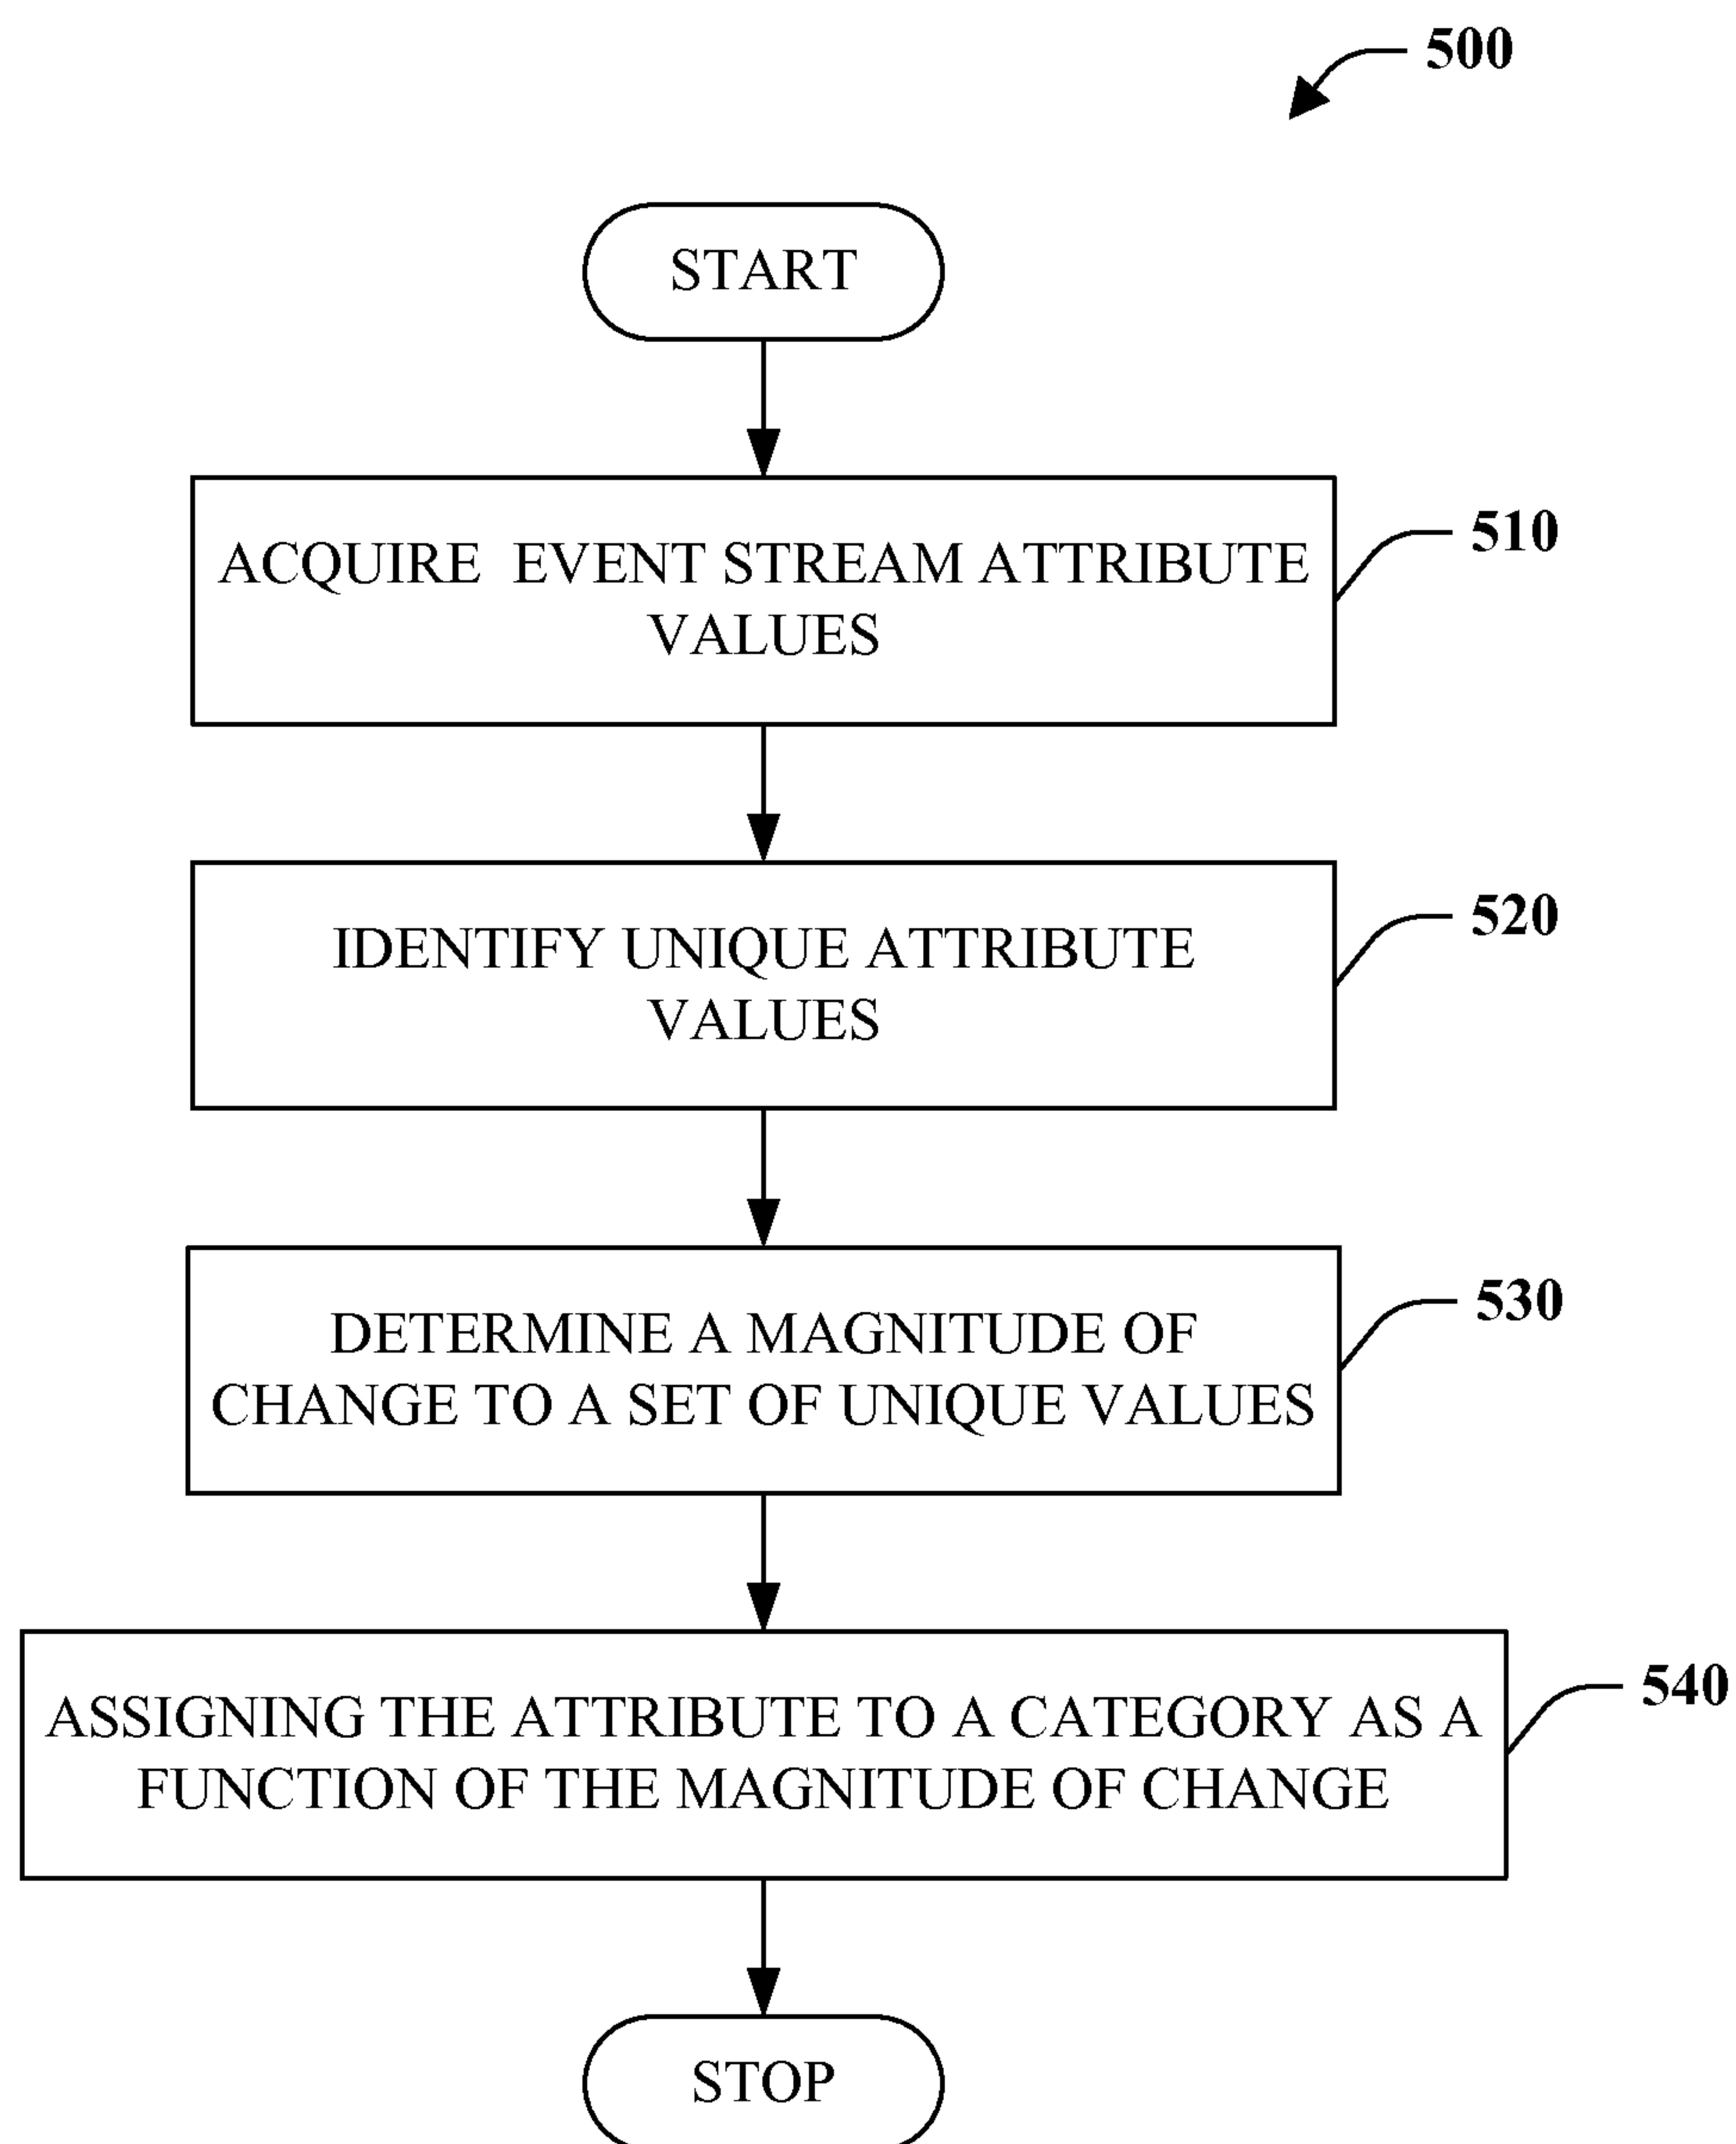 500
START
ACQUIRE EVENT STREAM ATTRIBUTE
VALUES
510
IDENTIFY UNIQUE ATTRIBUTE
VALUES
520
DETERMINE A MAGNITUDE OF
CHANGE TO A SET OF UNIQUE VALUES
530
ASSIGNING THE ATTRIBUTE TO A CATEGORY AS A
FUNCTION OF THE MAGNITUDE OF CHANGE
540
STOP